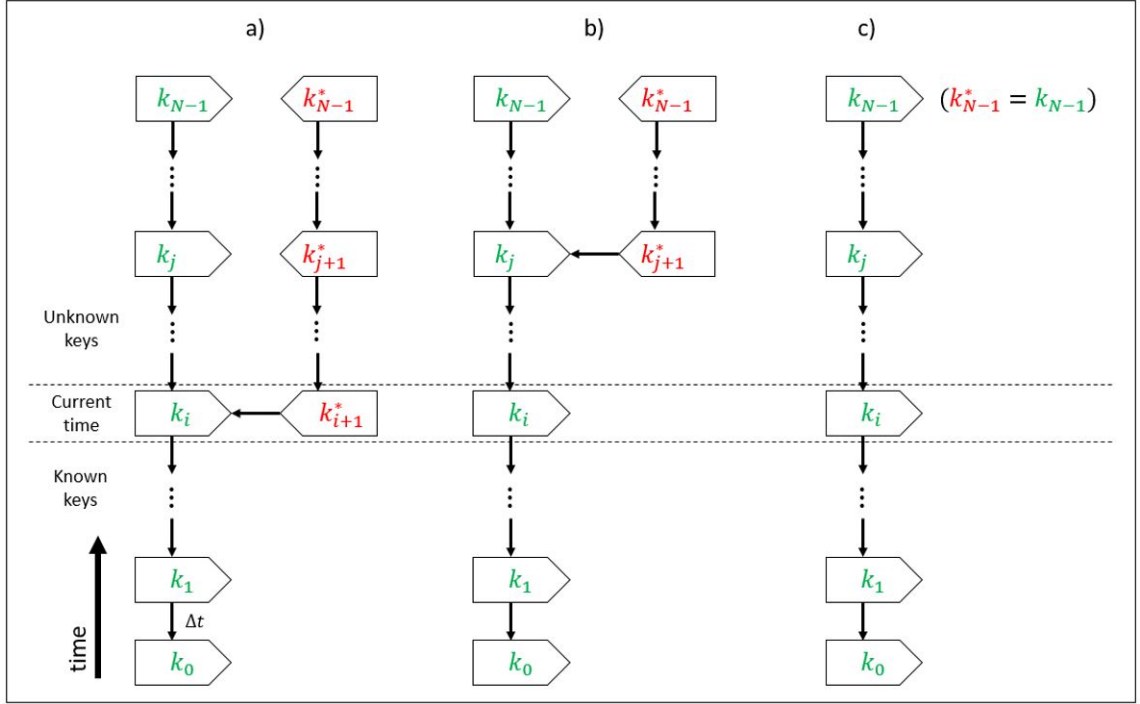 a) b) c)
k_{N-1} k^*_{N-1} k_{N-1} k^*_{N-1} k_{N-1} (k^*_{N-1} = k_{N-1})
k_j k^*_{j+1} k_j k^*_{j+1} k_j
Unknown
keys
Current
time
k_i k^*_{i+1} k_i k_i
Known
keys
k_1 k_1 k_1
Δt
time
k_0 k_0 k_0